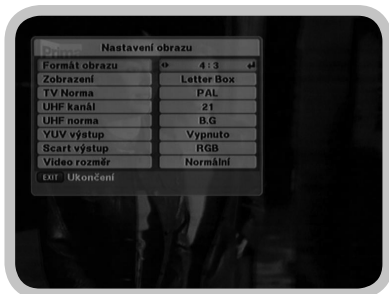 Nastavení obrazu
Formát obrazu 4:3
Zobrazení Letter Box
TV Norma PAL
UHF kanál 21
UHF norma B.G
YUV výstup Vypnuto
Scart výstup RGB
Video rozměr Normální
EXIT Ukončení